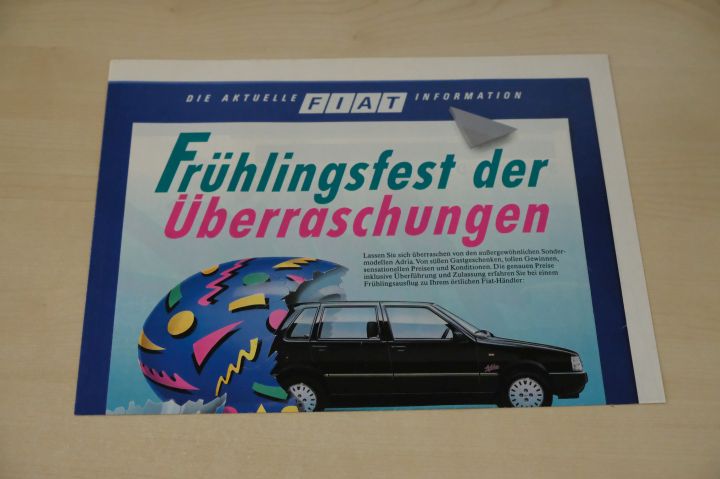 DIE AKTUELLE FIAT INFORMATION
Frühlingsfest der
Überraschungen
Lassen Sie sich überraschen von den außergewöhnlichen Sonder-
modellen Adria. Von süßen Gastgeschenken, tollen Gewinnen,
sensationellen Preisen und Konditionen. Die genauen Preise
inklusive Überführung und Zulassung erfahren Sie bei einem
Frühlingsausflug zu Ihrem örtlichen Fiat-Händler:
Adria